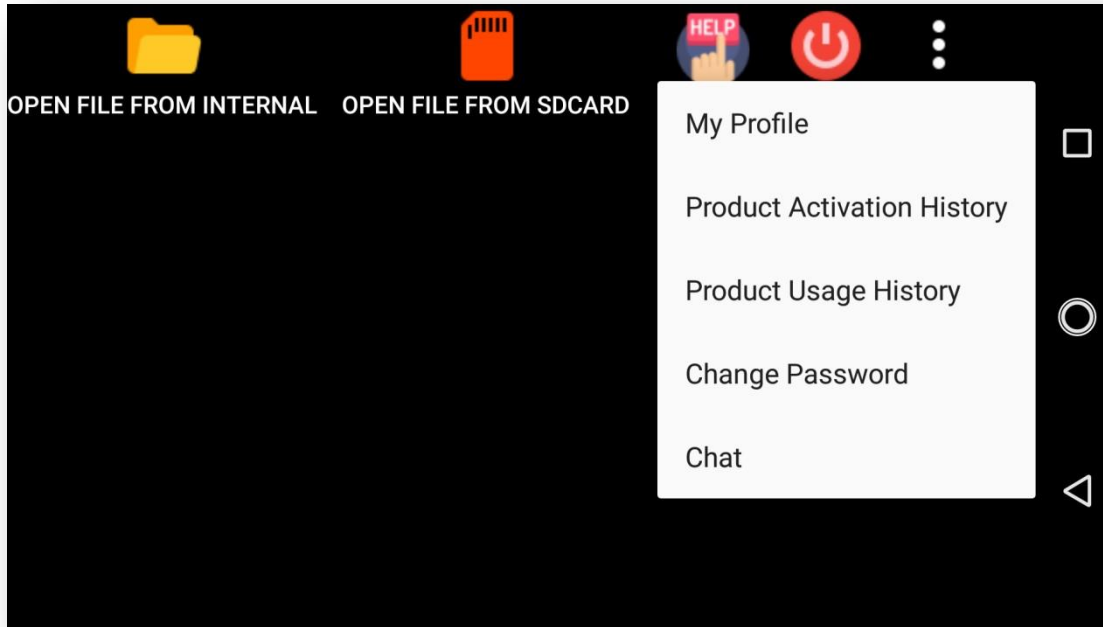 HELP
OPEN FILE FROM INTERNAL
OPEN FILE FROM SDCARD
My Profile
Product Activation History
Product Usage History
Change Password
Chat